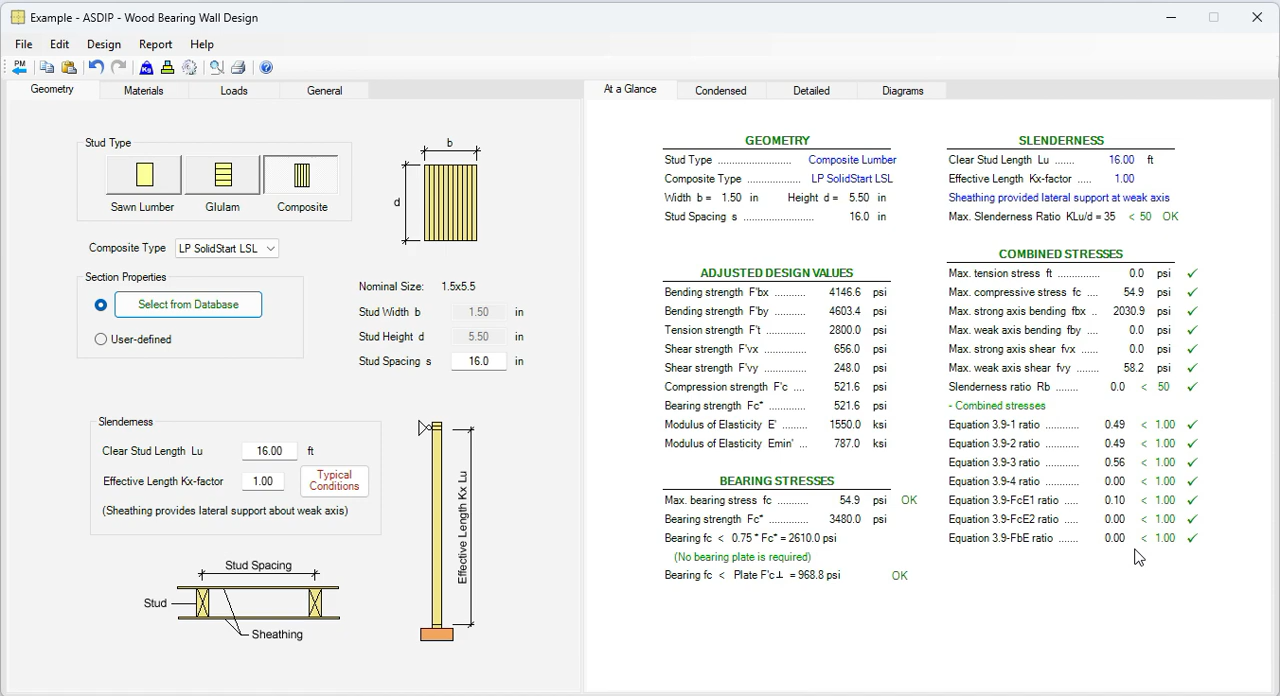 Example - ASDIP - Wood Bearing Wall Design
File Edit Design Report Help
PM Kg
Geometry Materials Loads General
Stud Type
Sawn Lumber Glulam Composite
b
d
Composite Type LP SolidStart LSL
Section Properties
Select from Database
User-defined
Nominal Size: 1.5x5.5
Stud Width b 1.50 in
Stud Height d 5.50 in
Stud Spacing s 16.0 in
Slenderness
Clear Stud Length Lu 16.00 ft
Effective Length Kx-factor 1.00
Typical
Conditions
(Sheathing provides lateral support about weak axis)
Effective Length Kx Lu
Stud Spacing
Stud
Sheathing
At a Glance Condensed Detailed Diagrams
GEOMETRY
Stud Type .......................... Composite Lumber
Composite Type ................... LP SolidStart LSL
Width b = 1.50 in Height d = 5.50 in
Stud Spacing s ......................... 16.0 in
ADJUSTED DESIGN VALUES
Bending strength F'bx ........... 4146.6 psi
Bending strength F'by ........... 4603.4 psi
Tension strength F't ............. 2800.0 psi
Shear strength F'vx ............... 656.0 psi
Shear strength F'vy ............... 248.0 psi
Compression strength F'c .... 521.6 psi
Bearing strength Fc* ............. 521.6 psi
Modulus of Elasticity E' ........ 1550.0 ksi
Modulus of Elasticity Emin' ... 787.0 ksi
BEARING STRESSES
Max. bearing stress fc ........... 54.9 psi OK
Bearing strength Fc* ............. 3480.0 psi
Bearing fc < 0.75 * Fc* = 2610.0 psi
(No bearing plate is required)
Bearing fc < Plate F'c⊥ = 968.8 psi OK
SLENDERNESS
Clear Stud Length Lu ....... 16.00 ft
Effective Length Kx-factor ..... 1.00
Sheathing provided lateral support at weak axis
Max. Slenderness Ratio KLu/d = 35 < 50 OK
COMBINED STRESSES
Max. tension stress ft .............. 0.0 psi ✓
Max. compressive stress fc .... 54.9 psi ✓
Max. strong axis bending fbx .. 2030.9 psi ✓
Max. weak axis bending fby .... 0.0 psi ✓
Max. strong axis shear fvx ...... 0.0 psi ✓
Max. weak axis shear fvy ........ 58.2 psi ✓
Slenderness ratio Rb ........ 0.0 < 50 ✓
- Combined stresses
Equation 3.9-1 ratio ............ 0.49 < 1.00 ✓
Equation 3.9-2 ratio ............ 0.49 < 1.00 ✓
Equation 3.9-3 ratio ............ 0.56 < 1.00 ✓
Equation 3.9-4 ratio ............ 0.00 < 1.00 ✓
Equation 3.9-FcE1 ratio ..... 0.10 < 1.00 ✓
Equation 3.9-FcE2 ratio ..... 0.00 < 1.00 ✓
Equation 3.9-FbE ratio ....... 0.00 < 1.00 ✓